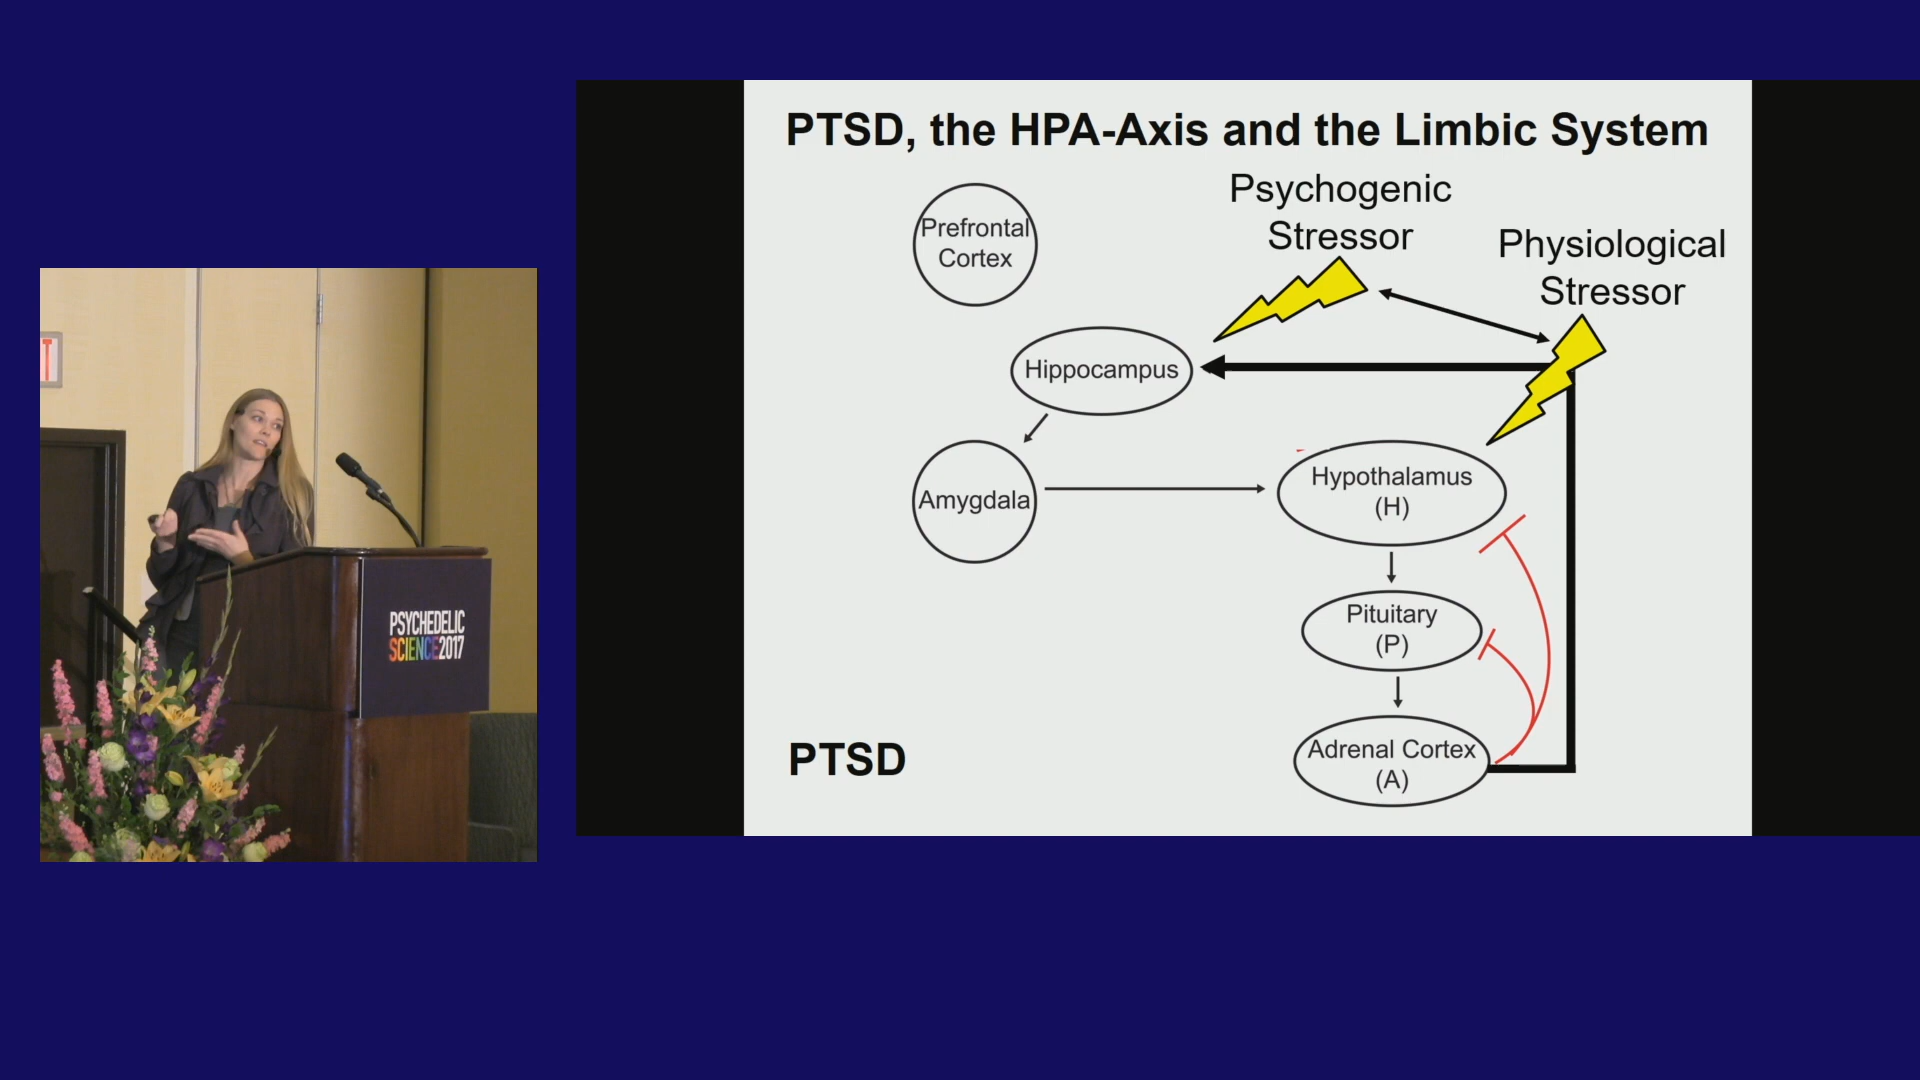 PTSD, the HPA-Axis and the Limbic System
Psychogenic
Stressor
Physiological
Stressor
Prefrontal
Cortex
Hippocampus
Amygdala
Hypothalamus
(H)
Pituitary
(P)
Adrenal Cortex
(A)
PTSD
T
PSYCHEDELIC
SCIENCE2017